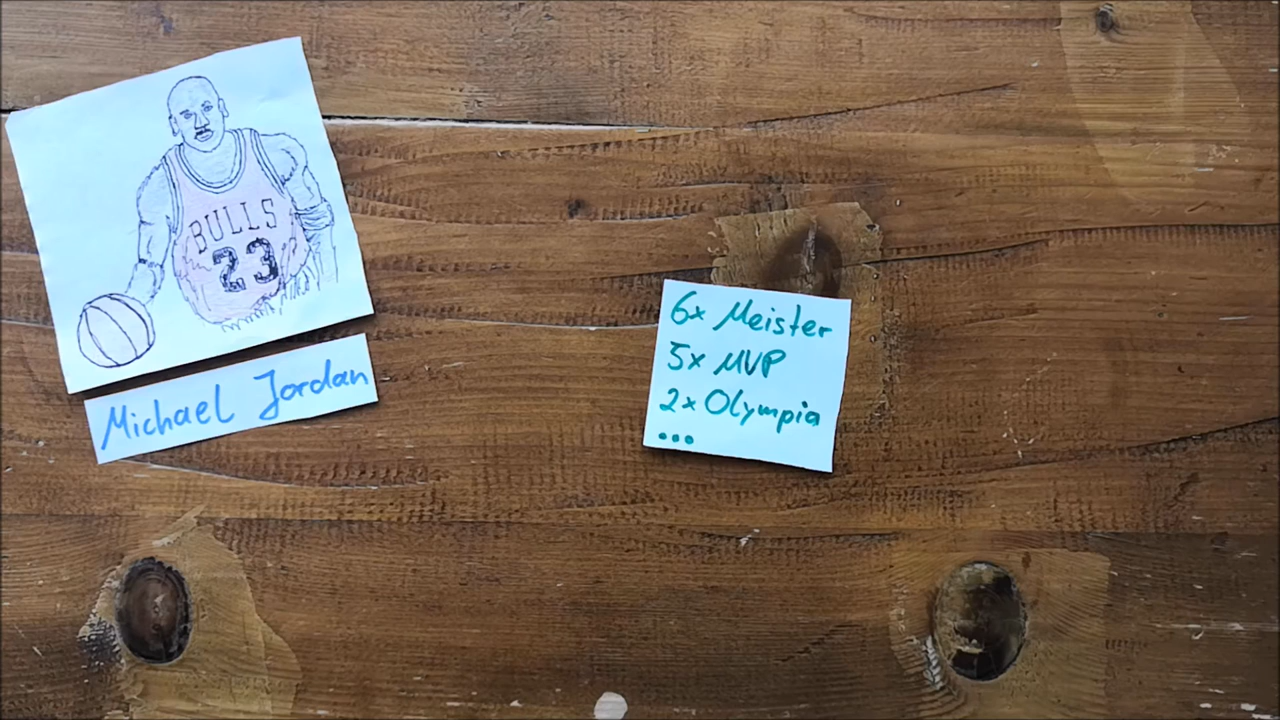 BULLS
23
Michael Jordan
6x Meister
5x MVP
2x Olympia
...